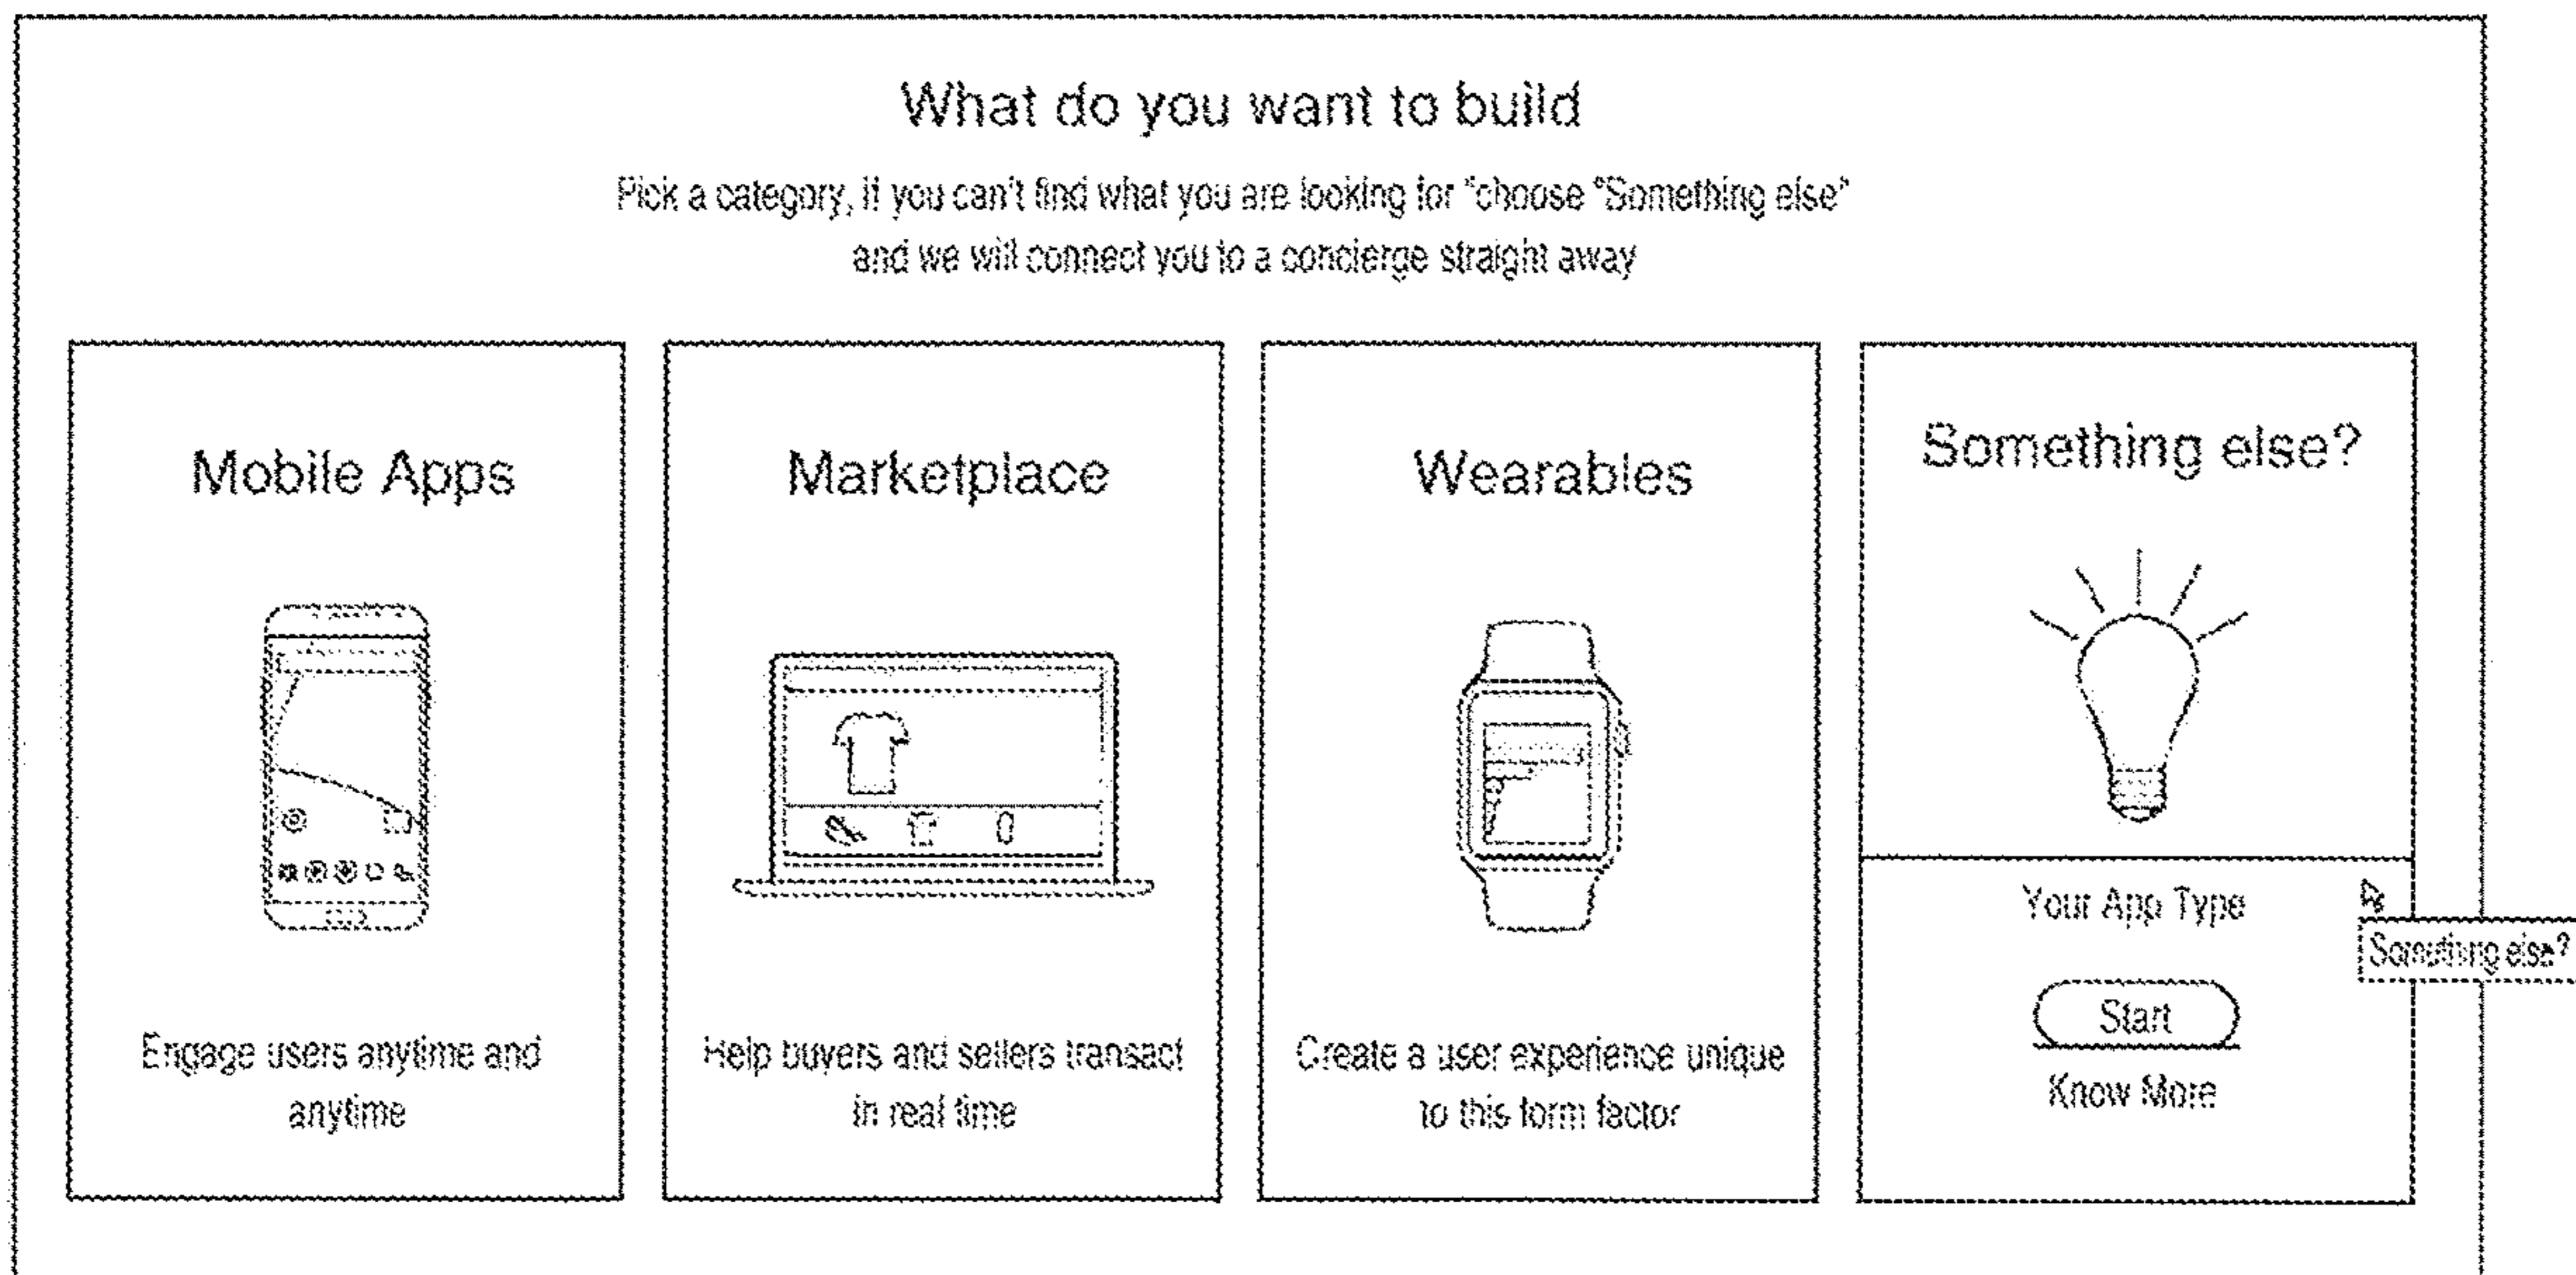 What do you want to build
Pick a category, if you can't find what you are looking for "choose "Something else"
and we will connect you to a concierge straight away
Mobile Apps
Engage users anytime and
anytime
Marketplace
Help buyers and sellers transact
in real time
Wearables
Create a user experience unique
to this form factor
Something else?
Your App Type
Something else?
Start
Know More